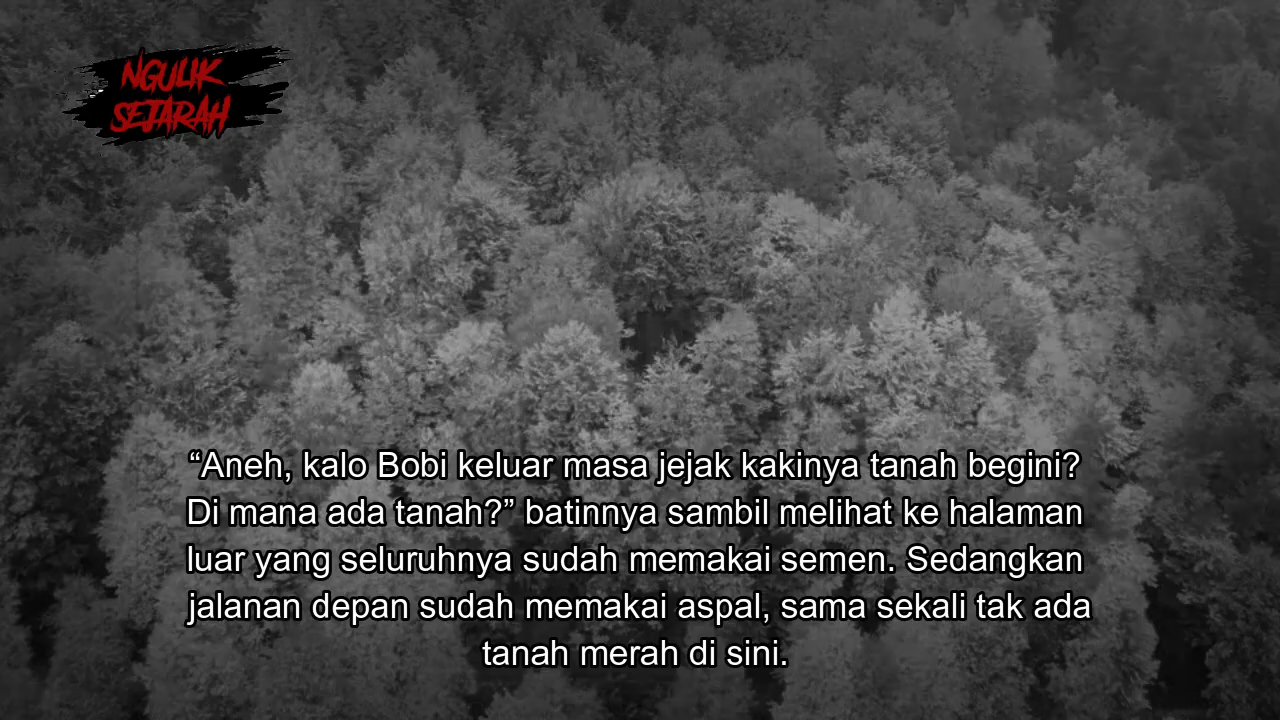 NGULIK
SEJARAH
“Aneh, kalo Bobi keluar masa jejak kakinya tanah begini?
Di mana ada tanah?” batinnya sambil melihat ke halaman
luar yang seluruhnya sudah memakai semen. Sedangkan
jalanan depan sudah memakai aspal, sama sekali tak ada
tanah merah di sini.